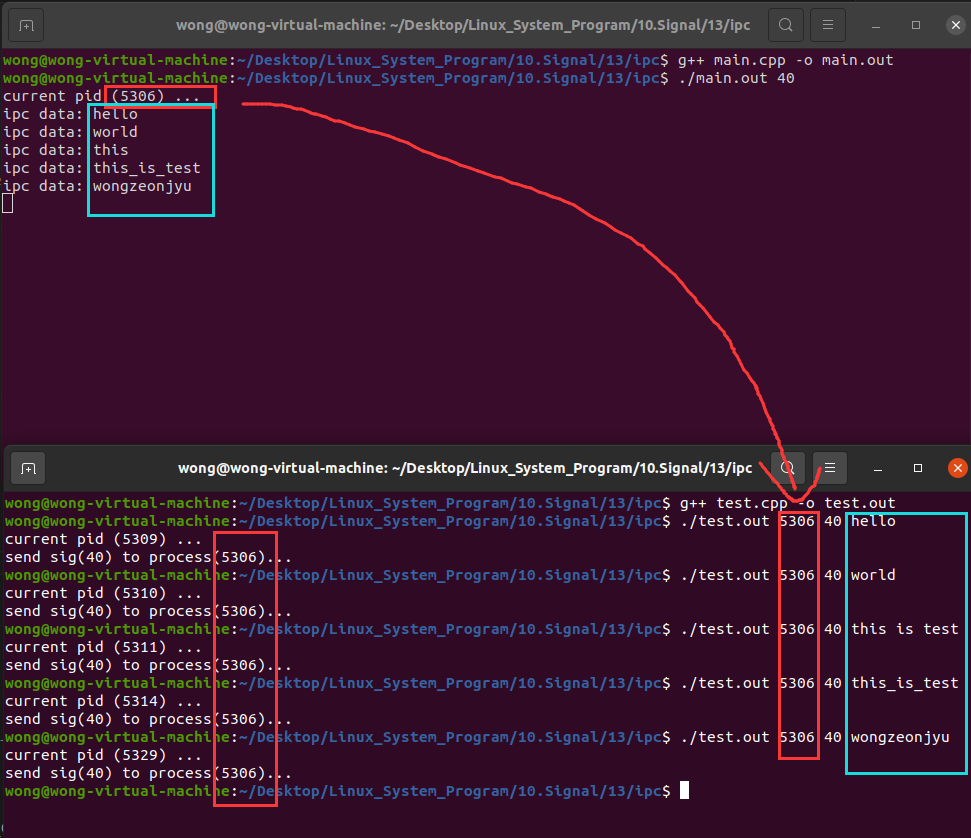 wong@wong-virtual-machine: ~/Desktop/Linux_System_Program/10.Signal/13/ipc
wong@wong-virtual-machine:~/Desktop/Linux_System_Program/10.Signal/13/ipc$ g++ main.cpp -o main.out
wong@wong-virtual-machine:~/Desktop/Linux_System_Program/10.Signal/13/ipc$ ./main.out 40
current pid (5306) ...
ipc data: hello
ipc data: world
ipc data: this
ipc data: this_is_test
ipc data: wongzeonjyu
wong@wong-virtual-machine: ~/Desktop/Linux_System_Program/10.Signal/13/ipc
wong@wong-virtual-machine:~/Desktop/Linux_System_Program/10.Signal/13/ipc$ g++ test.cpp -o test.out
wong@wong-virtual-machine:~/Desktop/Linux_System_Program/10.Signal/13/ipc$ ./test.out 5306 40 hello
current pid (5309) ...
send sig(40) to process(5306)...
wong@wong-virtual-machine:~/Desktop/Linux_System_Program/10.Signal/13/ipc$ ./test.out 5306 40 world
current pid (5310) ...
send sig(40) to process(5306)...
wong@wong-virtual-machine:~/Desktop/Linux_System_Program/10.Signal/13/ipc$ ./test.out 5306 40 this is test
current pid (5311) ...
send sig(40) to process(5306)...
wong@wong-virtual-machine:~/Desktop/Linux_System_Program/10.Signal/13/ipc$ ./test.out 5306 40 this_is_test
current pid (5314) ...
send sig(40) to process(5306)...
wong@wong-virtual-machine:~/Desktop/Linux_System_Program/10.Signal/13/ipc$ ./test.out 5306 40 wongzeonjyu
current pid (5329) ...
send sig(40) to process(5306)...
wong@wong-virtual-machine:~/Desktop/Linux_System_Program/10.Signal/13/ipc$